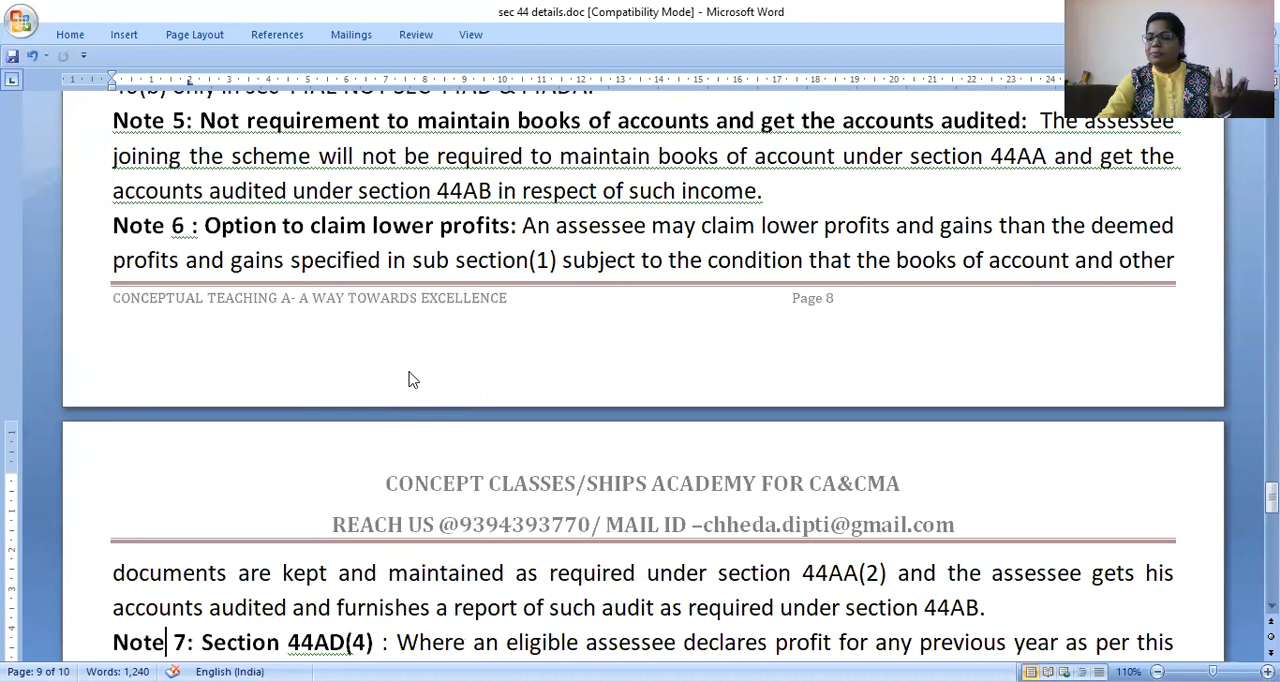 sec 44 details.doc [Compatibility Mode] - Microsoft Word
Home Insert Page Layout References Mailings Review View
joining the scheme will not be required to maintain books of account under section 44AA and get the
Note 5: Not requirement to maintain books of accounts and get the accounts audited: The assessee
accounts audited under section 44AB in respect of such income.
Note 6 : Option to claim lower profits: An assessee may claim lower profits and gains than the deemed
profits and gains specified in sub section(1) subject to the condition that the books of account and other
CONCEPTUAL TEACHING A- A WAY TOWARDS EXCELLENCE Page 8
CONCEPT CLASSES/SHIPS ACADEMY FOR CA&CMA
REACH US @9394393770/ MAIL ID –chheda.dipti@gmail.com
documents are kept and maintained as required under section 44AA(2) and the assessee gets his
accounts audited and furnishes a report of such audit as required under section 44AB.
Note 7: Section 44AD(4) : Where an eligible assessee declares profit for any previous year as per this
Page: 9 of 10 Words: 1,240 English (India) 110%